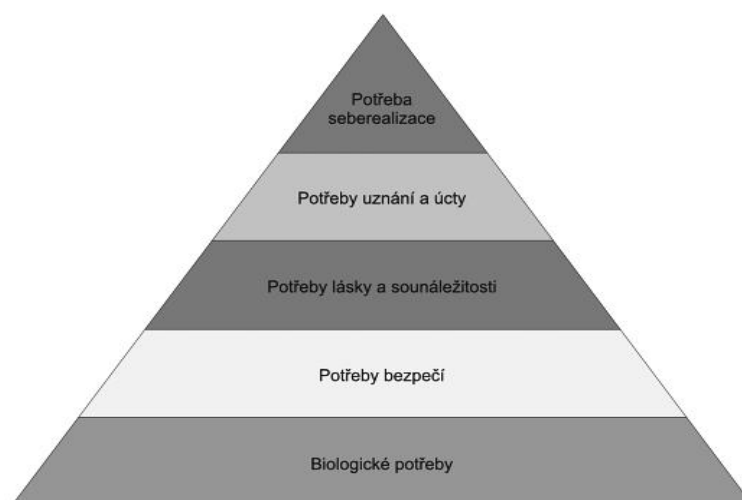 Potřeba
seberealizace
Potřeby uznání a úcty
Potřeby lásky a sounáležitosti
Potřeby bezpečí
Biologické potřeby